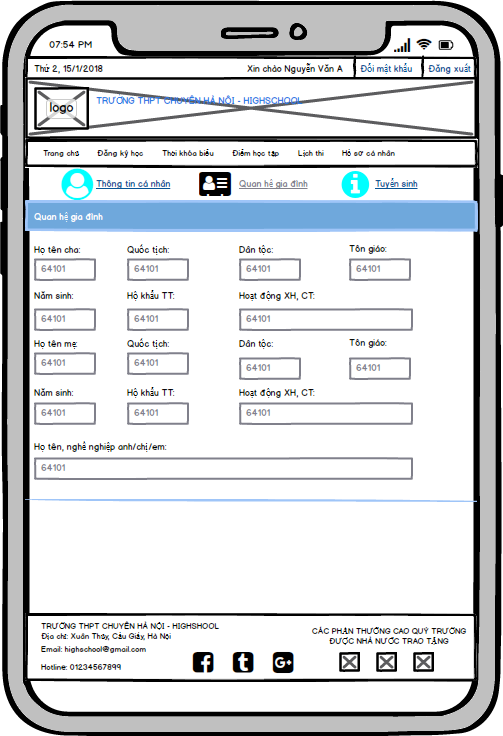 07:54 PM
Thứ 2, 15/1/2018 Xin chào Nguyễn Văn A Đổi mật khẩu Đăng xuất
logo TRƯỜNG THPT CHUYÊN HÀ NỘI - HIGHSCHOOL
Trang chủ Đăng ký học Thời khóa biểu Điểm học tập Lịch thi Hồ sơ cá nhân
Thông tin cá nhân Quan hệ gia đình Tuyển sinh
Quan hệ gia đình
Họ tên cha: Quốc tịch: Dân tộc: Tôn giáo:
64101 64101 64101 64101
Năm sinh: Hộ khẩu TT: Hoạt động XH, CT:
64101 64101 64101
Họ tên mẹ: Quốc tịch: Dân tộc: Tôn giáo:
64101 64101 64101 64101
Năm sinh: Hộ khẩu TT: Hoạt động XH, CT:
64101 64101 64101
Họ tên, nghề nghiệp anh/chị/em:
64101
TRƯỜNG THPT CHUYÊN HÀ NỘI - HIGHSHOOL
Địa chỉ: Xuân Thủy, Cầu Giấy, Hà Nội
Email: highschool@gmail.com
Hotline: 01234567899
CÁC PHẦN THƯỞNG CAO QUÝ TRƯỜNG
ĐƯỢC NHÀ NƯỚC TRAO TẶNG